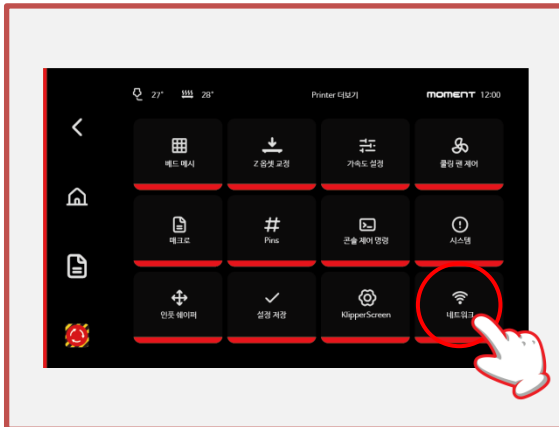 27° 28° Printer 더보기 moment 12:00
베드 메시 Z 옵셋 교정 가속도 설정 쿨링 팬 제어
매크로 Pins 콘솔 제어 명령 시스템
인풋 쉐이퍼 설정 저장 KlipperScreen 네트워크